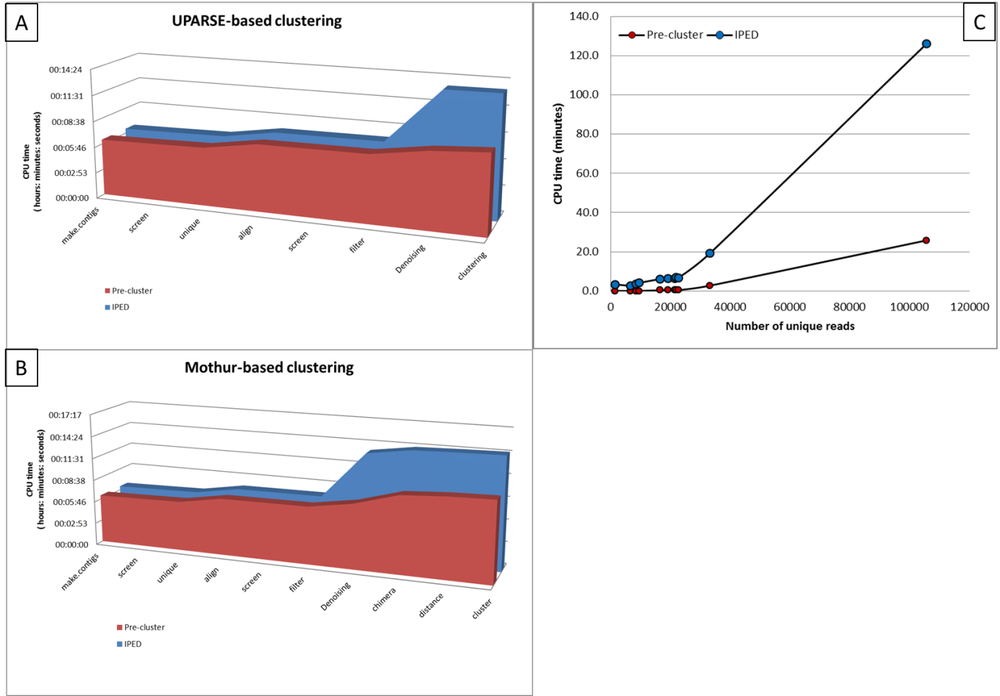 A
UPARSE-based clustering
00:14:24
00:11:31
00:08:38
00:05:46
00:02:53
00:00:00
CPU time
( hours: minutes: seconds)
make.contigs
screen
unique
align
screen
filter
Denoising
clustering
Pre-cluster
IPED
B
Mothur-based clustering
00:17:17
00:14:24
00:11:31
00:08:38
00:05:46
00:02:53
00:00:00
CPU time
( hours: minutes: seconds)
make.contigs
screen
unique
align
screen
filter
Denoising
chimera
distance
cluster
Pre-cluster
IPED
C
Pre-cluster IPED
140.0
120.0
100.0
80.0
60.0
40.0
20.0
0.0
CPU time (minutes)
0 20000 40000 60000 80000 100000 120000
Number of unique reads